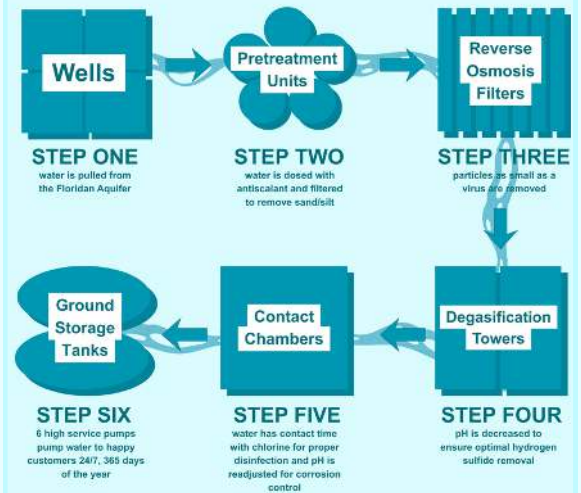 Wells
Pretreatment
Units
Reverse
Osmosis
Filters
STEP ONE
water is pulled from
the Floridan Aquifer
STEP TWO
water is dosed with
antiscalant and filtered
to remove sand/silt
STEP THREE
particles as small as a
virus are removed
Ground
Storage
Tanks
Contact
Chambers
Degasification
Towers
STEP SIX
6 high service pumps
pump water to happy
customers 24/7, 365 days
of the year
STEP FIVE
water has contact time
with chlorine for proper
disinfection and pH is
readjusted for corrosion
control
STEP FOUR
pH is decreased to
ensure optimal hydrogen
sulfide removal